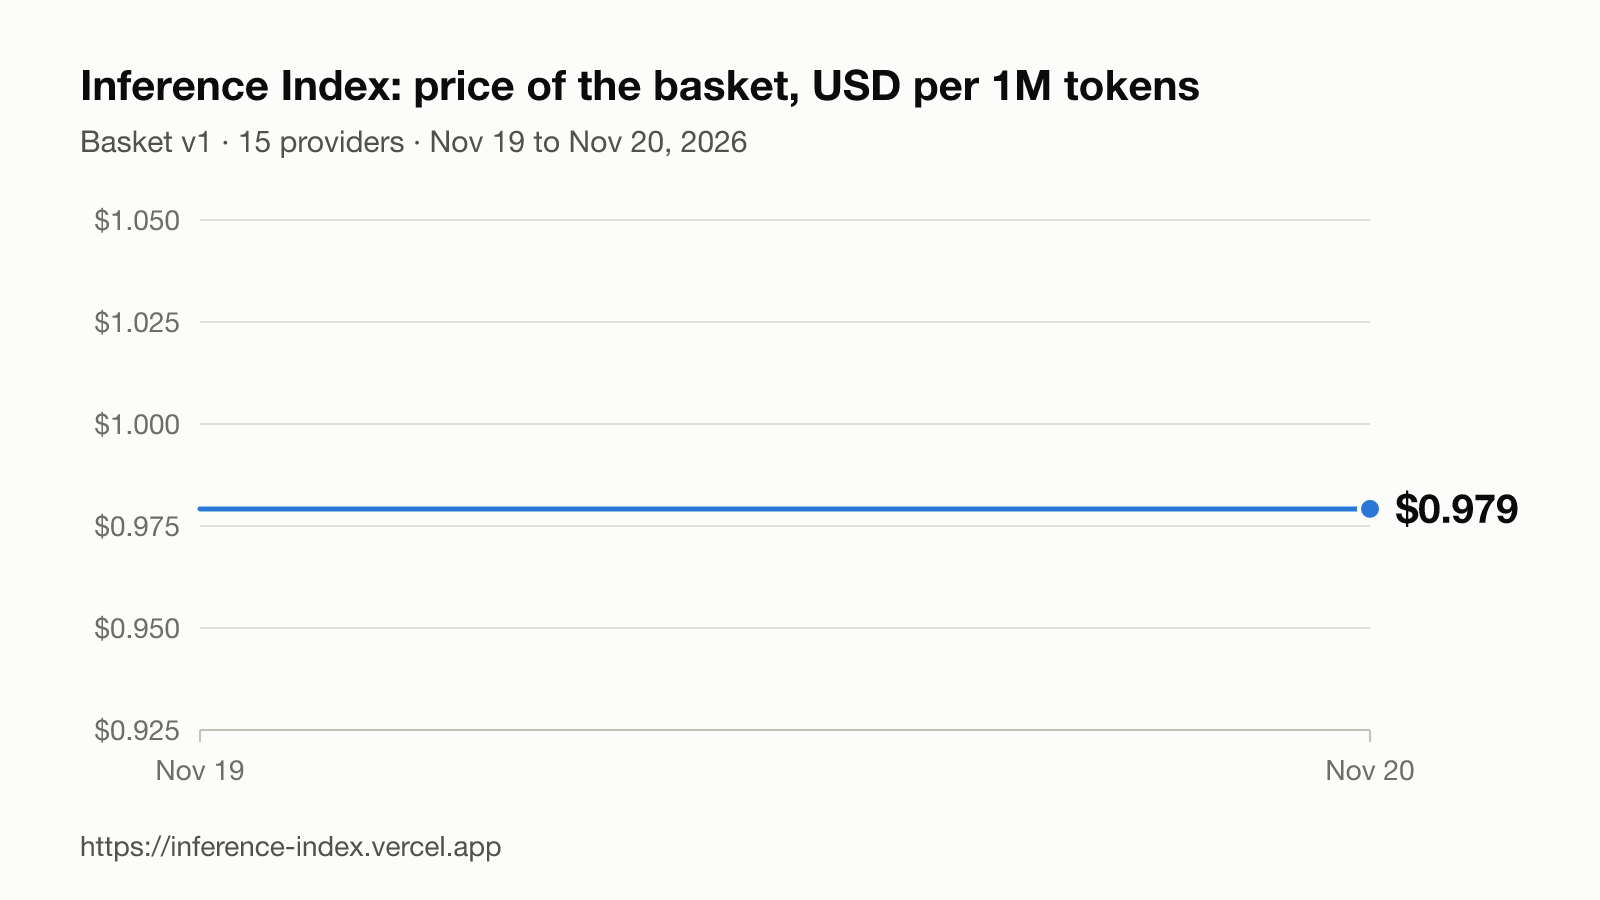 Inference Index: price of the basket, USD per 1M tokens
Basket v1 · 15 providers · Nov 19 to Nov 20, 2026
$1.050
$1.025
$1.000
$0.979
$0.975
$0.950
$0.925
Nov 19
Nov 20
https://inference-index.vercel.app